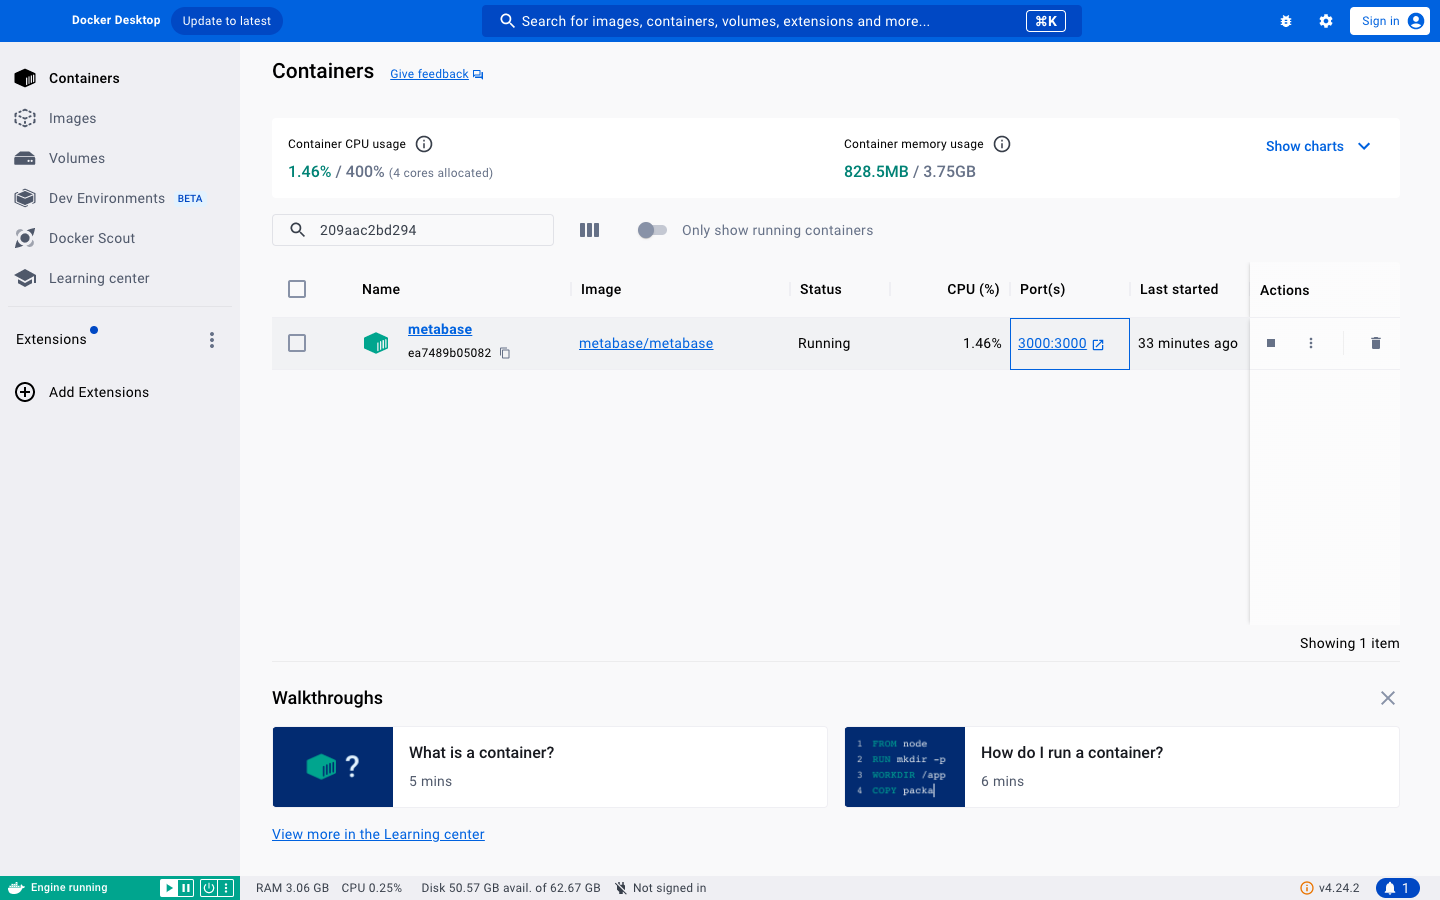 Docker Desktop
Update to latest
Search for images, containers, volumes, extensions and more...
⌘K
Sign in
Containers
Images
Volumes
Dev Environments BETA
Docker Scout
Learning center
Extensions
Add Extensions
Containers
Give feedback
Container CPU usage
1.46% / 400% (4 cores allocated)
Container memory usage
828.5MB / 3.75GB
Show charts
209aac2bd294
Only show running containers
Name Image Status CPU (%) Port(s) Last started Actions
metabase
ea7489b05082
metabase/metabase
Running
1.46%
3000:3000
33 minutes ago
Showing 1 item
Walkthroughs
?
What is a container?
5 mins
1 FROM node
2 RUN mkdir -p
3 WORKDIR /app
4 COPY packa
How do I run a container?
6 mins
View more in the Learning center
Engine running
RAM 3.06 GB CPU 0.25% Disk 50.57 GB avail. of 62.67 GB Not signed in
v4.24.2
1